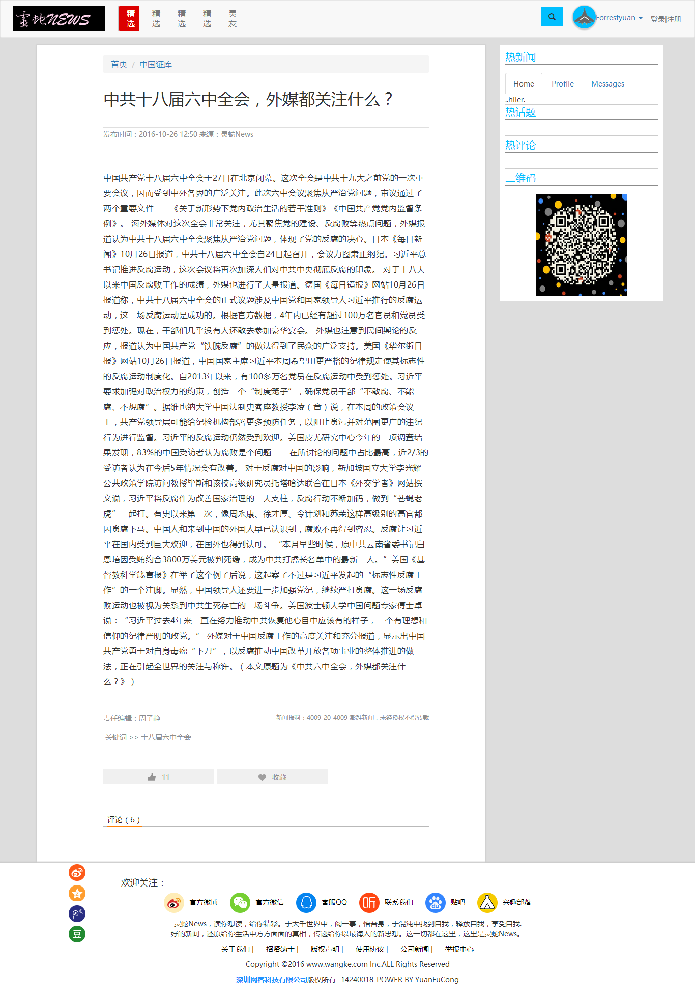 灵蛇NEWS
精选
精选
精选
精选
灵友
Forrestyuan
登录|注册
首页 / 中国证库
中共十八届六中全会，外媒都关注什么？
发布时间：2016-10-26 12:50 来源：灵蛇News
中国共产党十八届六中全会于27日在北京闭幕。这次全会是中共十九大之前党的一次重
要会议，因而受到中外各界的广泛关注。此次六中会议聚焦从严治党问题，审议通过了
两个重要文件－－《关于新形势下党内政治生活的若干准则》《中国共产党党内监督条
例》。 海外媒体对这次全会非常关注，尤其聚焦党的建设、反腐败等热点问题，外媒报
道认为中共十八届六中全会聚焦从严治党问题，体现了党的反腐的决心。日本《每日新
闻》10月26日报道，中共十八届六中全会自24日起召开，会议力图肃正纲纪。习近平总
书记推进反腐运动，这次会议将再次加深人们对中共中央彻底反腐的印象。 对于十八大
以来中国反腐败工作的成绩，外媒也进行了大量报道。德国《每日镜报》网站10月26日
报道称，中共十八届六中全会的正式议题涉及中国党和国家领导人习近平推行的反腐运
动，这一场反腐运动是成功的。根据官方数据，4年内已经有超过100万名官员和党员受
到惩处。现在，干部们几乎没有人还敢去参加豪华宴会。 外媒也注意到民间舆论的反
应，报道认为中国共产党“铁腕反腐”的做法得到了民众的广泛支持。美国《华尔街日
报》网站10月26日报道，中国国家主席习近平本周希望用更严格的纪律规定使其标志性
的反腐运动制度化。自2013年以来，有100多万名党员在反腐运动中受到惩处。习近平
要求加强对政治权力的约束，创造一个“制度笼子”，确保党员干部“不敢腐、不能
腐、不想腐”。据维也纳大学中国法制史客座教授李凌（音）说，在本周的政策会议
上，共产党领导层可能给纪检机构部署更多预防任务，以阻止贪污并对范围更广的违纪
行为进行监督。习近平的反腐运动仍然受到欢迎。美国皮尤研究中心今年的一项调查结
果发现，83%的中国受访者认为腐败是个问题——在所讨论的问题中占比最高，近2/3的
受访者认为在今后5年情况会有改善。 对于反腐对中国的影响，新加坡国立大学李光耀
公共政策学院访问教授毕斯和该校高级研究员托塔哈达联合在日本《外交学者》网站撰
文说，习近平将反腐作为改善国家治理的一大支柱，反腐行动不断加码，做到“苍蝇老
虎”一起打。有史以来第一次，像周永康、徐才厚、令计划和苏荣这样高级别的高官都
因贪腐下马。中国人和来到中国的外国人早已认识到，腐败不再得到容忍。反腐让习近
平在国内受到巨大欢迎，在国外也得到认可。 “本月早些时候，原中共云南省委书记白
恩培因受贿约合3800万美元被判死缓，成为中共打虎长名单中的最新一人。”美国《基
督教科学箴言报》在举了这个例子后说，这起案子不过是习近平发起的“标志性反腐工
作”的一个注脚。显然，中国领导人还要进一步加强党纪，继续严打贪腐。这一场反腐
败运动也被视为关系到中共生死存亡的一场斗争。美国波士顿大学中国问题专家傅士卓
说：“习近平过去4年来一直在努力推动中共恢复他心目中应该有的样子，一个有理想和
信仰的纪律严明的政党。” 外媒对于中国反腐工作的高度关注和充分报道，显示出中国
共产党勇于对自身毒瘤“下刀”，以反腐推动中国改革开放各项事业的整体推进的做
法，正在引起全世界的关注与称许。（本文原题为《中共六中全会，外媒都关注什
么？》）
责任编辑：周子静 新闻报料：4009-20-4009 澎湃新闻，未经授权不得转载
关键词 >> 十八届六中全会
11 收藏
评论（6）
热新闻
Home Profile Messages
..hiler.
热话题
热评论
二维码
欢迎关注：
官方微博 官方微信 客服QQ 听 联系我们 du 贴吧 兴趣部落
豆
灵蛇News，读你想读，给你精彩。于大千世界中，阅一事，悟吾身，于混沌中找到自我，释放自我，享受自我.
好的新闻，还原给你生活中方方面面的真相，传递给你以最诲人的新思想。这一切都在这里，这里是灵蛇News。
关于我们 | 招贤纳士 | 版权声明 | 使用协议 | 公司新闻 | 举报中心
Copyright ©2016 www.wangke.com Inc.ALL Rights Reserved
深圳网客科技有限公司版权所有 -14240018-POWER BY YuanFuCong